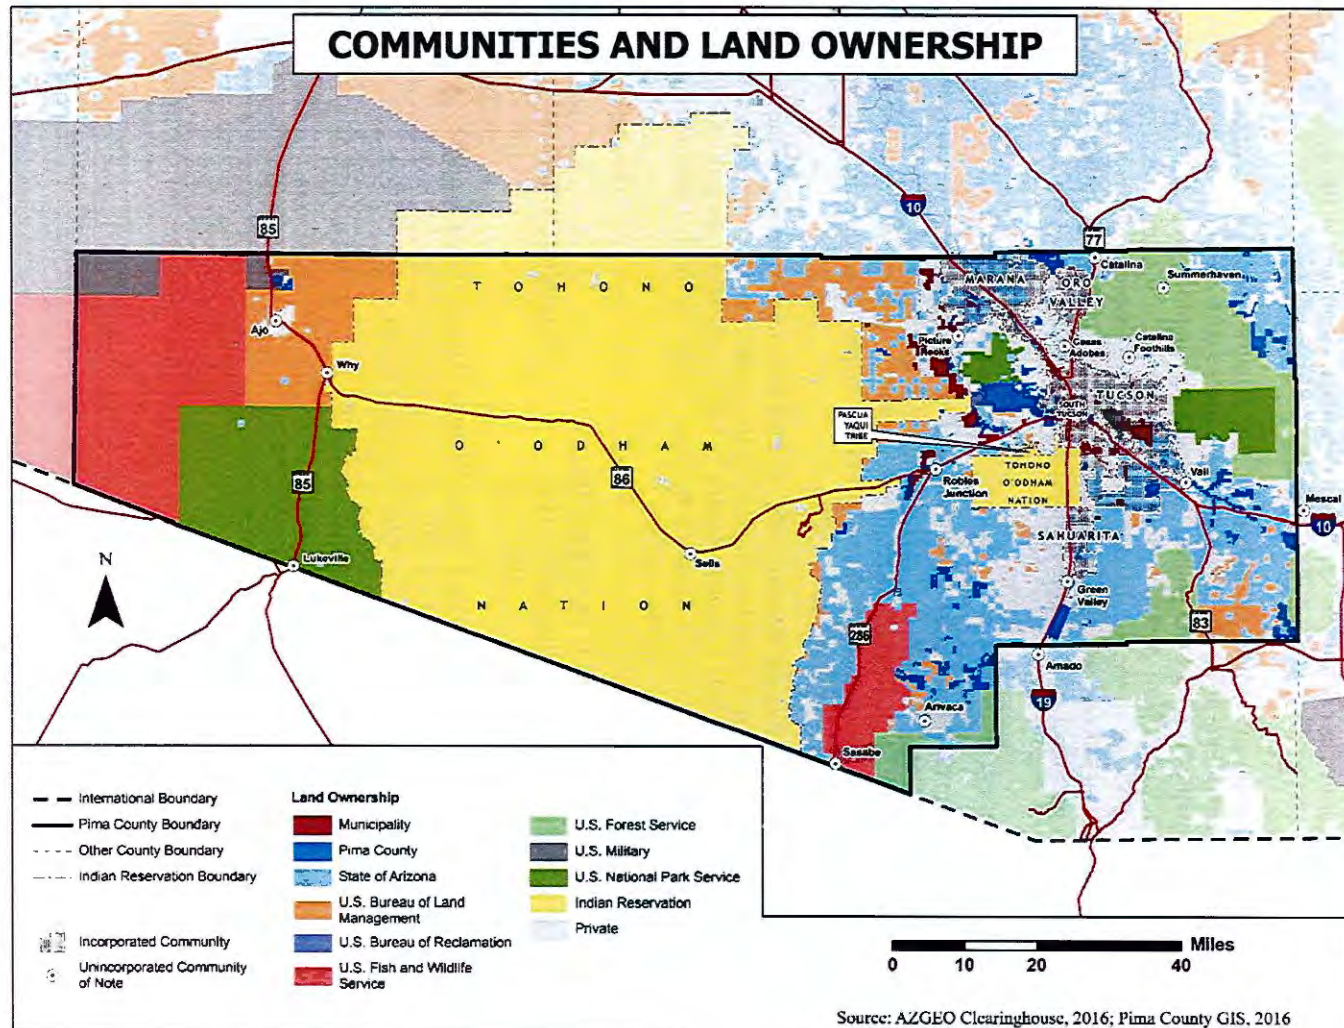 COMMUNITIES AND LAND OWNERSHIP
85
10
77
Catalina
Summerhaven
MARANA
ORO
VALLEY
TOHONO
Ajo
Picture
Rocks
Casas
Adobes
Catalina
Foothills
Why
TUCSON
SOUTH
TUCSON
PASCUA
YAQUI
TRIBE
O'ODHAM
85
86
Robles
Junction
TOHONO
O'ODHAM
NATION
Vail
Mescal
10
SAHUARITA
N
Lukeville
Sells
Green
Valley
NATION
286
83
Amado
19
Arivaca
Sasabe
International Boundary
Pima County Boundary
Other County Boundary
Indian Reservation Boundary
Incorporated Community
Unincorporated Community
of Note
Land Ownership
Municipality
Pima County
State of Arizona
U.S. Bureau of Land
Management
U.S. Bureau of Reclamation
U.S. Fish and Wildlife
Service
U.S. Forest Service
U.S. Military
U.S. National Park Service
Indian Reservation
Private
Miles
0 10 20 40
Source: AZGEO Clearinghouse, 2016; Pima County GIS, 2016